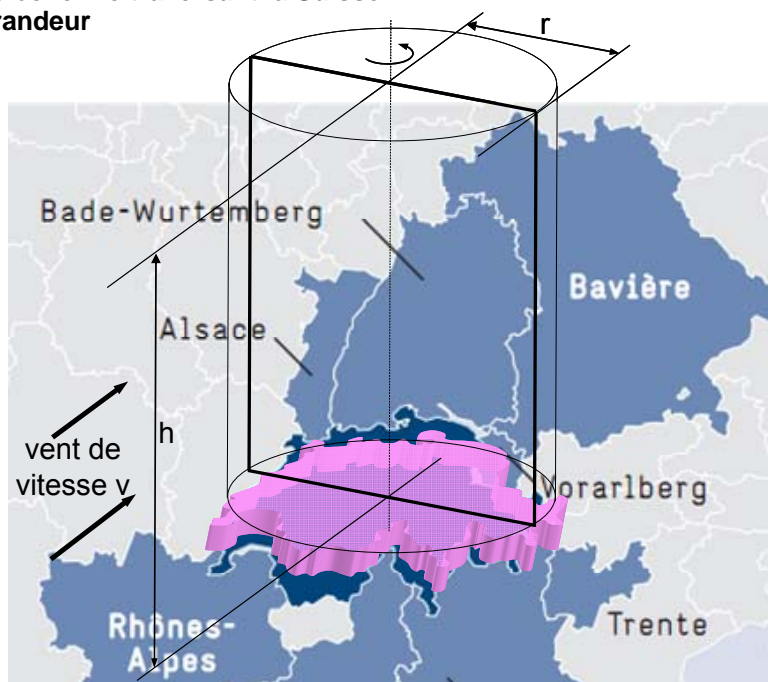 randeur
r
Bade-Wurtemberg
Bavière
Alsace
h
vent de
vitesse v
Vorarlberg
Rhônes-
Alpes
Trente